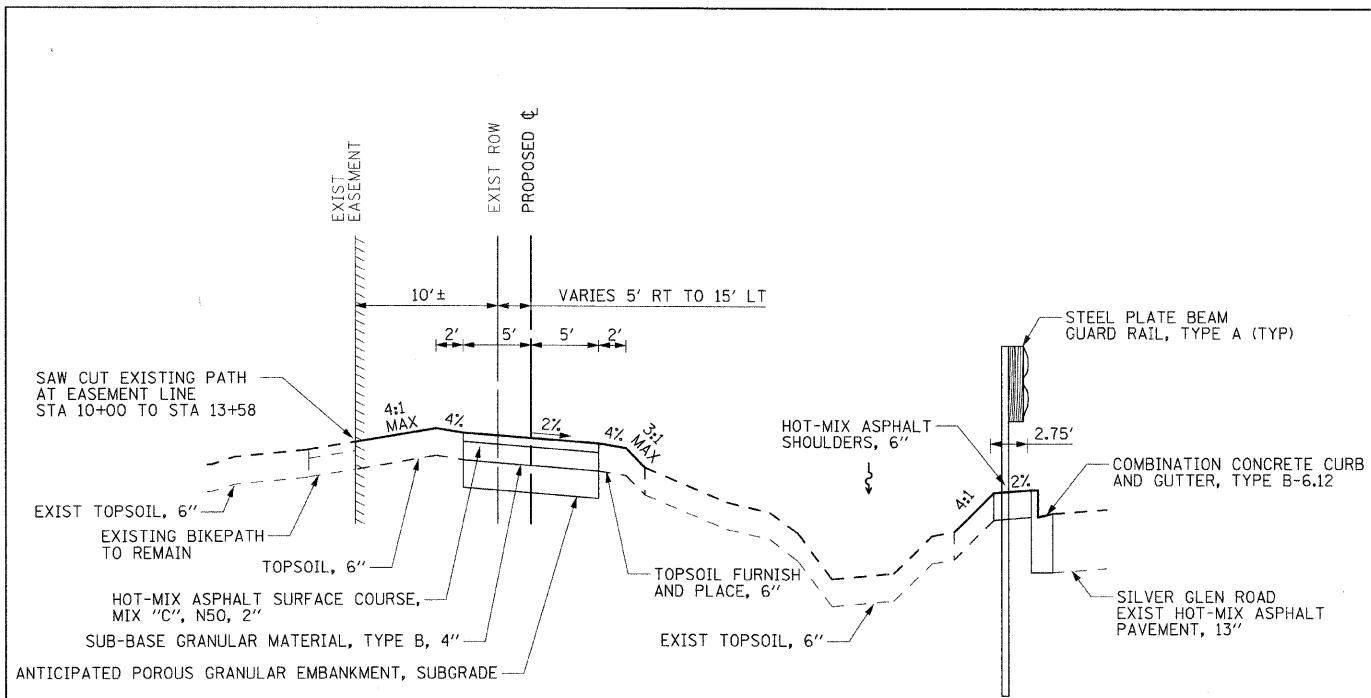 EXIST
EASEMENT
EXIST ROW
PROPOSED ℄
10'±
VARIES 5' RT TO 15' LT
2'
5'
5'
2'
STEEL PLATE BEAM
GUARD RAIL, TYPE A (TYP)
SAW CUT EXISTING PATH
AT EASEMENT LINE
STA 10+00 TO STA 13+58
4:1
MAX
4%
2%
4%
3:1
MAX
HOT-MIX ASPHALT
SHOULDERS, 6"
2.75'
4:1
2%
COMBINATION CONCRETE CURB
AND GUTTER, TYPE B-6.12
EXIST TOPSOIL, 6"
EXISTING BIKEPATH
TO REMAIN
TOPSOIL, 6"
HOT-MIX ASPHALT SURFACE COURSE,
MIX "C", N50, 2"
SUB-BASE GRANULAR MATERIAL, TYPE B, 4"
ANTICIPATED POROUS GRANULAR EMBANKMENT, SUBGRADE
TOPSOIL FURNISH
AND PLACE, 6"
EXIST TOPSOIL, 6"
SILVER GLEN ROAD
EXIST HOT-MIX ASPHALT
PAVEMENT, 13"